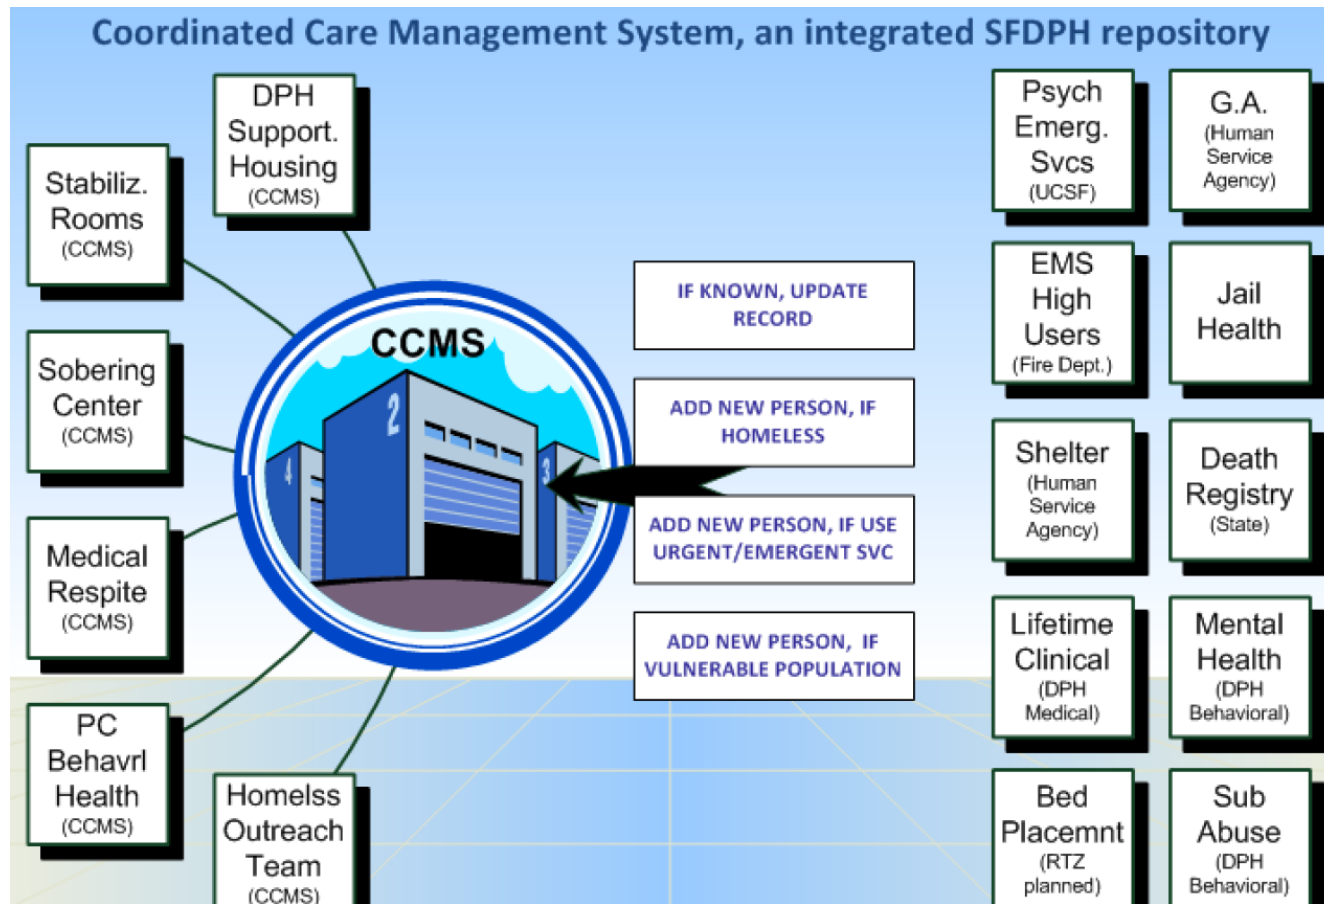 Coordinated Care Management System, an integrated SFDPH repository
DPH
Support.
Housing
(CCMS)
Stabiliz.
Rooms
(CCMS)
Sobering
Center
(CCMS)
Medical
Respite
(CCMS)
PC
Behavrl
Health
(CCMS)
Homelss
Outreach
Team
(CCMS)
CCMS
2
4
3
IF KNOWN, UPDATE
RECORD
ADD NEW PERSON, IF
HOMELESS
ADD NEW PERSON, IF USE
URGENT/EMERGENT SVC
ADD NEW PERSON, IF
VULNERABLE POPULATION
Psych
Emerg.
Svcs
(UCSF)
G.A.
(Human
Service
Agency)
EMS
High
Users
(Fire Dept.)
Jail
Health
Shelter
(Human
Service
Agency)
Death
Registry
(State)
Lifetime
Clinical
(DPH
Medical)
Mental
Health
(DPH
Behavioral)
Bed
Placemnt
(RTZ
planned)
Sub
Abuse
(DPH
Behavioral)